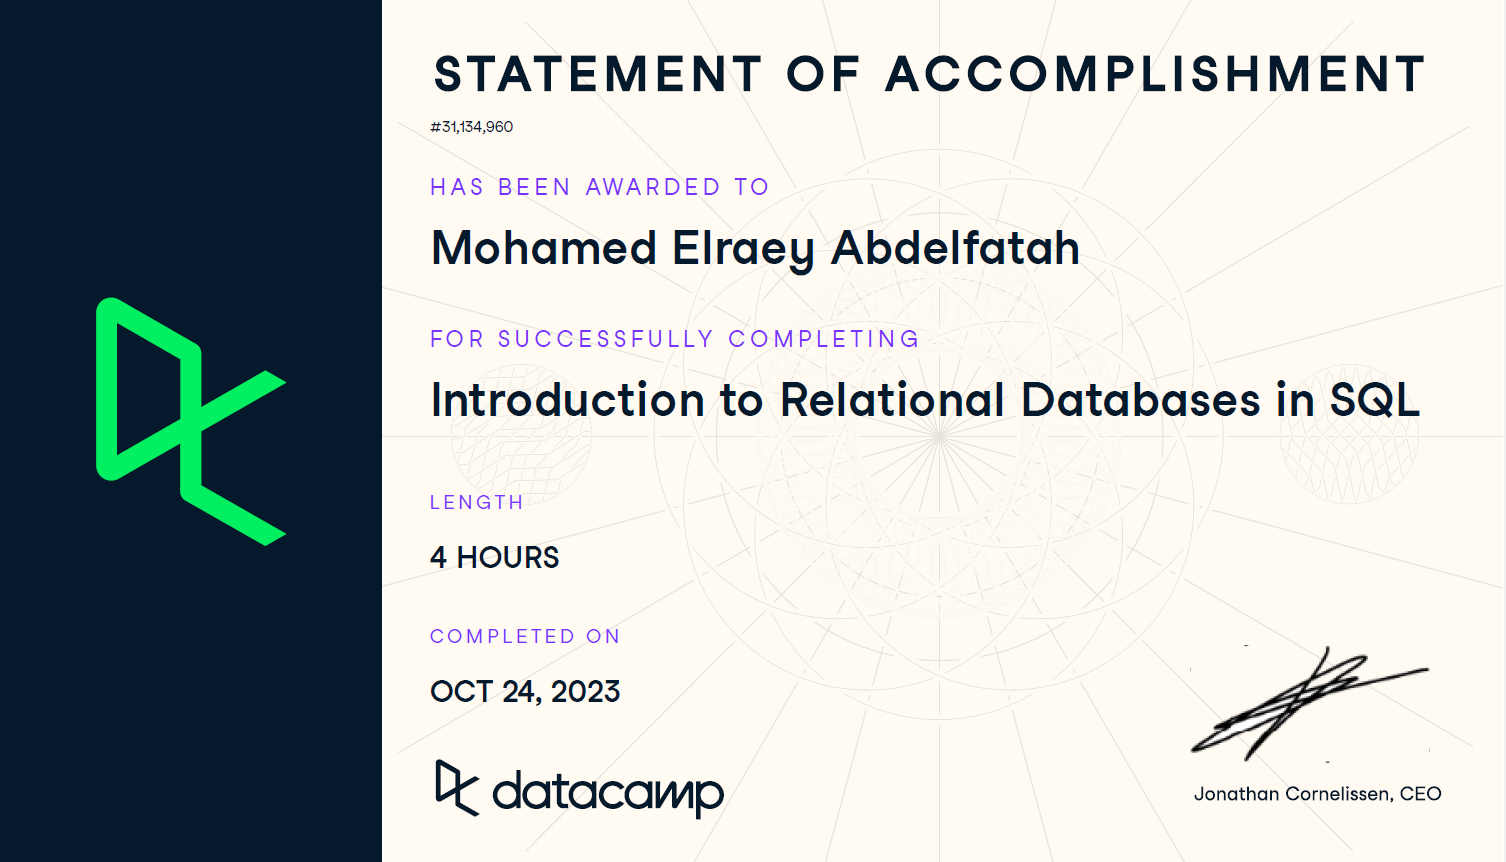 STATEMENT OF ACCOMPLISHMENT
#31,134,960
HAS BEEN AWARDED TO
Mohamed Elraey Abdelfatah
FOR SUCCESSFULLY COMPLETING
Introduction to Relational Databases in SQL
LENGTH
4 HOURS
COMPLETED ON
OCT 24, 2023
datacamp
Jonathan Cornelissen, CEO